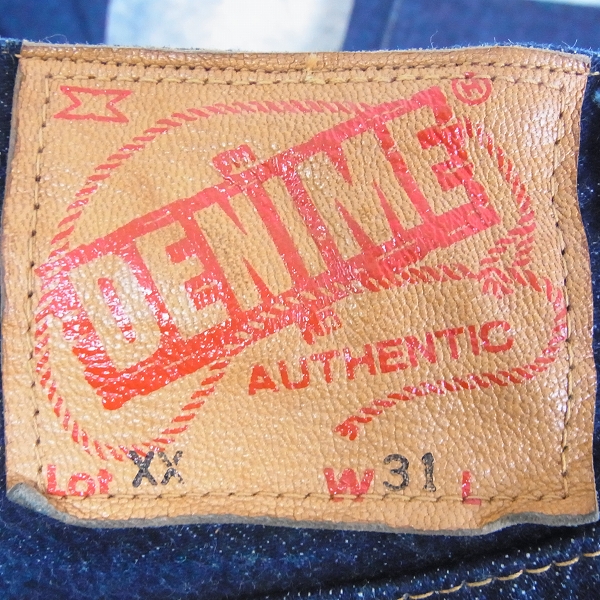 DENIME ®
AUTHENTIC
Lot XX W 31 L